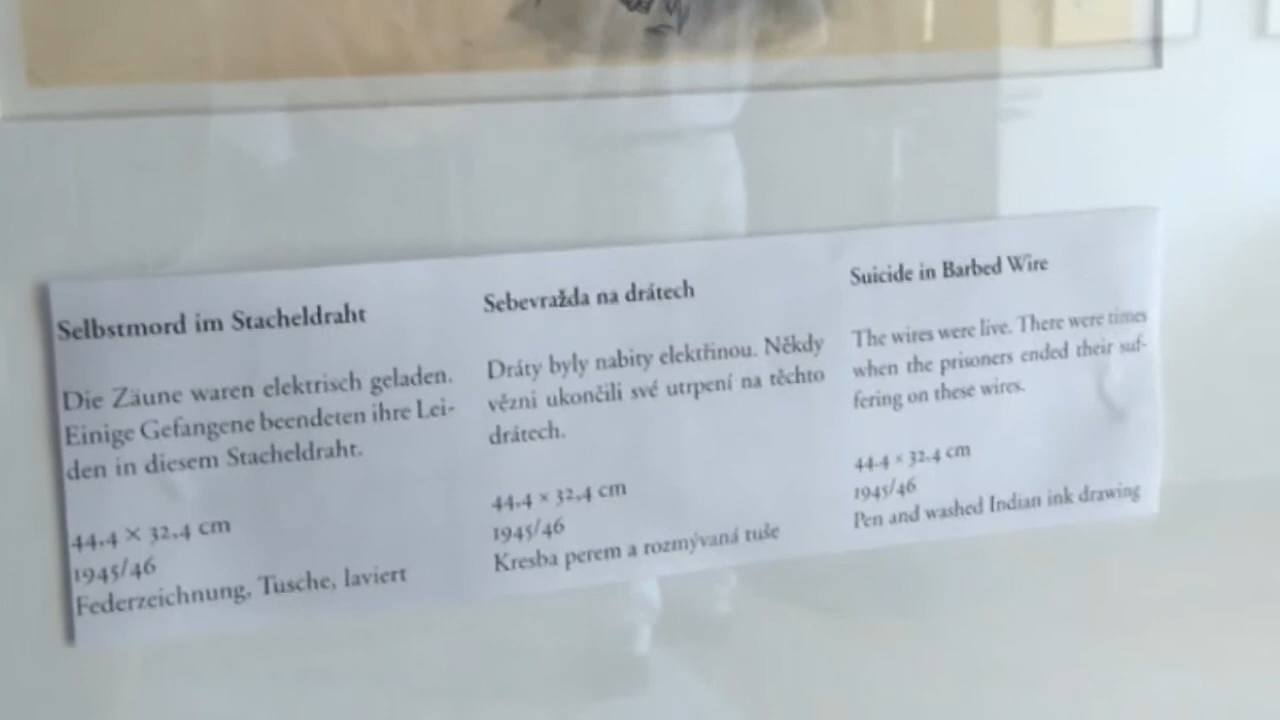 Selbstmord im Stacheldraht
Die Zäune waren elektrisch geladen.
Einige Gefangene beendeten ihre Lei-
den in diesem Stacheldraht.
44,4 × 32,4 cm
1945/46
Federzeichnung, Tusche, laviert
Sebevražda na drátech
Dráty byly nabity elektřinou. Někdy
vězni ukončili své utrpení na těchto
drátech.
44,4 × 32,4 cm
1945/46
Kresba perem a rozmývaná tuše
Suicide in Barbed Wire
The wires were live. There were times
when the prisoners ended their suf-
fering on these wires.
44.4 × 32.4 cm
1945/46
Pen and washed Indian ink drawing